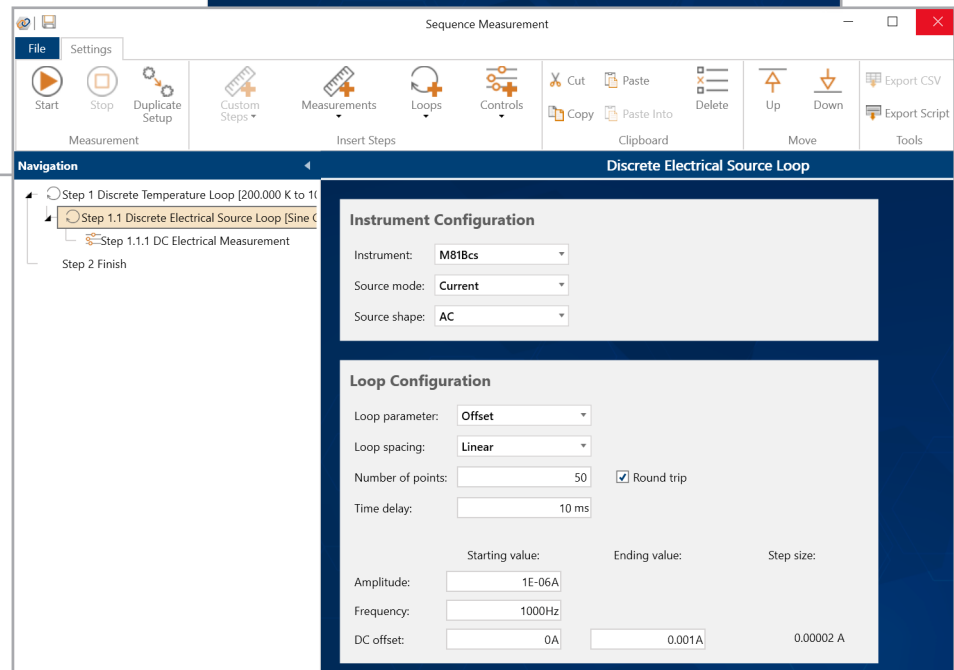 Sequence Measurement
File Settings
Start Stop Duplicate Setup Custom Steps Measurements Loops Controls Cut Paste Copy Paste Into Delete Up Down Export CSV Export Script
Measurement Insert Steps Clipboard Move Tools
Navigation
Discrete Electrical Source Loop
Step 1 Discrete Temperature Loop [200.000 K to 10
Step 1.1 Discrete Electrical Source Loop [Sine
Step 1.1.1 DC Electrical Measurement
Step 2 Finish
Instrument Configuration
Instrument: M81Bcs
Source mode: Current
Source shape: AC
Loop Configuration
Loop parameter: Offset
Loop spacing: Linear
Number of points: 50 Round trip
Time delay: 10 ms
Starting value: Ending value: Step size:
Amplitude: 1E-06A
Frequency: 1000Hz
DC offset: 0A 0.001A 0.00002 A